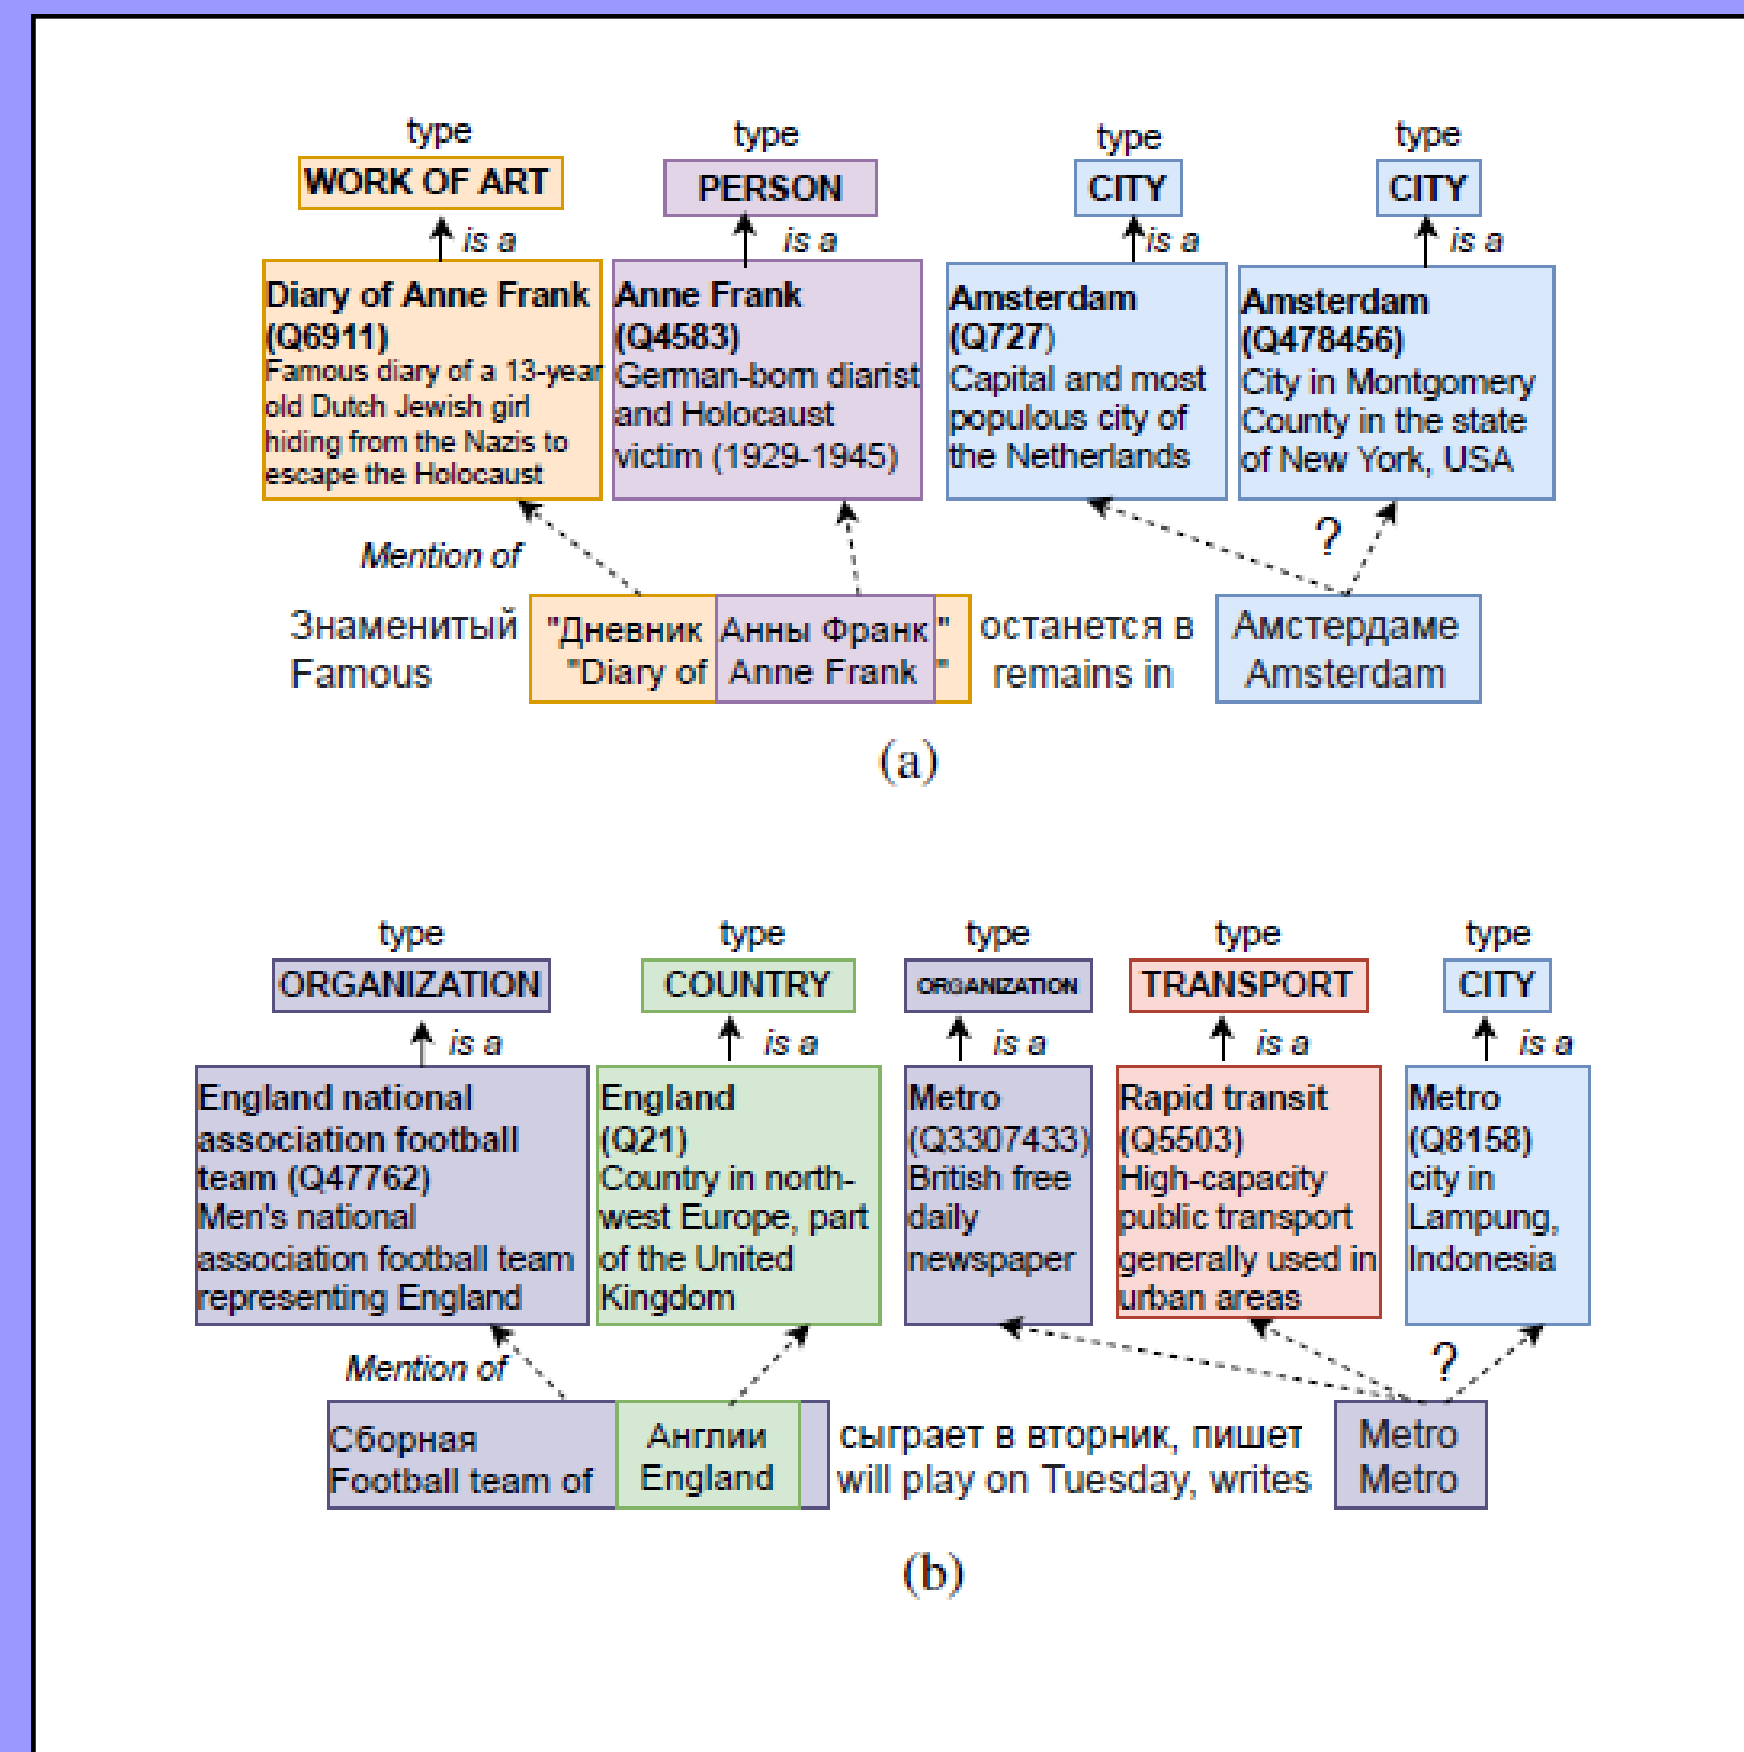 type type type type
WORK OF ART PERSON CITY CITY
is a is a is a is a
Diary of Anne Frank
(Q6911)
Famous diary of a 13-year
old Dutch Jewish girl
hiding from the Nazis to
escape the Holocaust
Anne Frank
(Q4583)
German-born diarist
and Holocaust
victim (1929-1945)
Amsterdam
(Q727)
Capital and most
populous city of
the Netherlands
Amsterdam
(Q478456)
City in Montgomery
County in the state
of New York, USA
Mention of ?
Знаменитый "Дневник Анны Франк" останется в Амстердаме
Famous "Diary of Anne Frank" remains in Amsterdam
(a)
type type type type type
ORGANIZATION COUNTRY ORGANIZATION TRANSPORT CITY
is a is a is a is a is a
England national
association football
team (Q47762)
Men's national
association football team
representing England
England
(Q21)
Country in north-
west Europe, part
of the United
Kingdom
Metro
(Q3307433)
British free
daily
newspaper
Rapid transit
(Q5503)
High-capacity
public transport
generally used in
urban areas
Metro
(Q8158)
city in
Lampung,
Indonesia
Mention of ?
Сборная Англии сыграет в вторник, пишет Metro
Football team of England will play on Tuesday, writes Metro
(b)